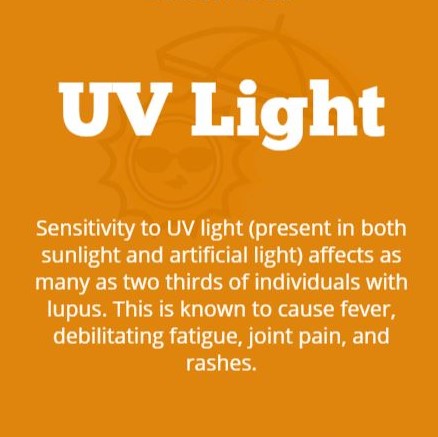 UV Light
Sensitivity to UV light (present in both
sunlight and artificial light) affects as
many as two thirds of individuals with
lupus. This is known to cause fever,
debilitating fatigue, joint pain, and
rashes.